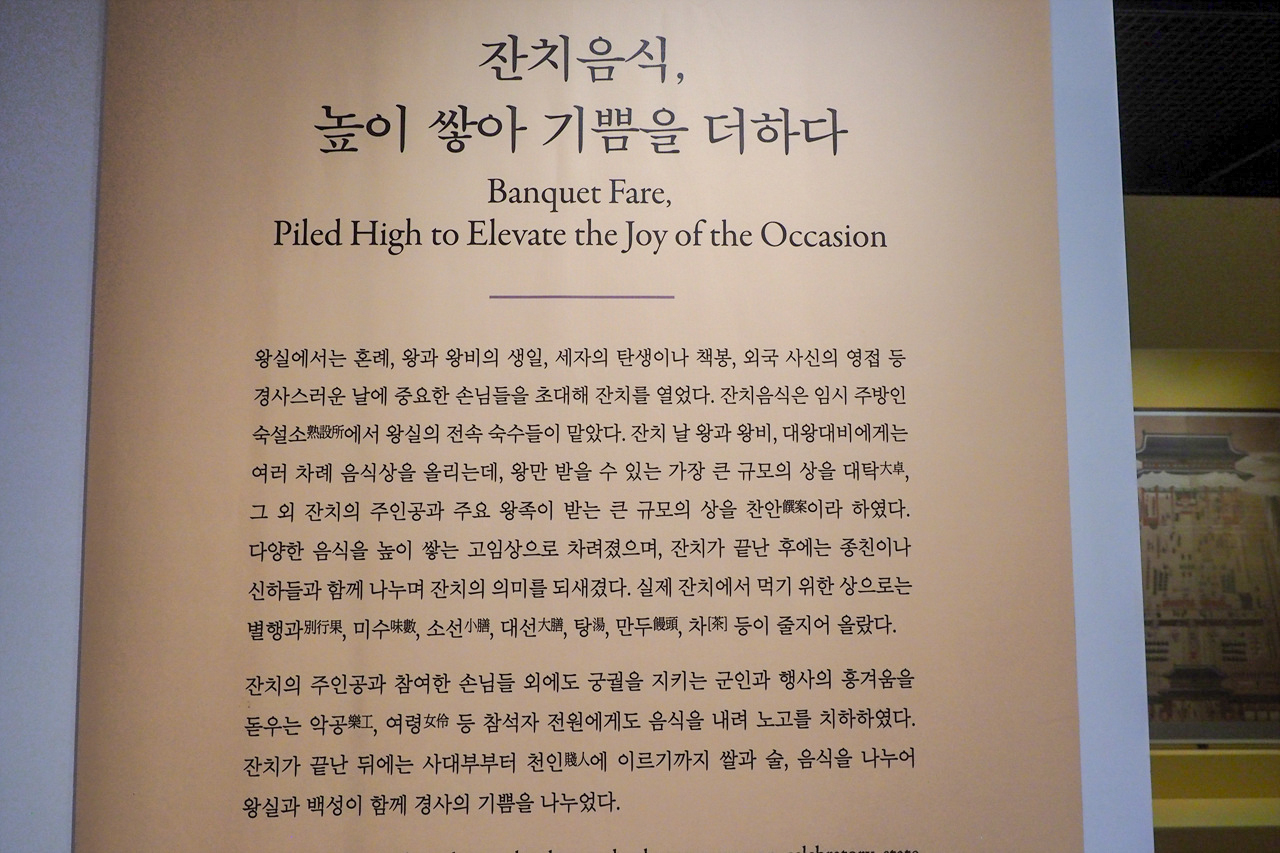 잔치음식,
높이 쌓아 기쁨을 더하다
Banquet Fare,
Piled High to Elevate the Joy of the Occasion
왕실에서는 혼례, 왕과 왕비의 생일, 세자의 탄생이나 책봉, 외국 사신의 영접 등
경사스러운 날에 중요한 손님들을 초대해 잔치를 열었다. 잔치음식은 임시 주방인
숙설소熟設所에서 왕실의 전속 숙수들이 맡았다. 잔치 날 왕과 왕비, 대왕대비에게는
여러 차례 음식상을 올리는데, 왕만 받을 수 있는 가장 큰 규모의 상을 대탁大卓,
그 외 잔치의 주인공과 주요 왕족이 받는 큰 규모의 상을 찬안饌案이라 하였다.
다양한 음식을 높이 쌓는 고임상으로 차려졌으며, 잔치가 끝난 후에는 종친이나
신하들과 함께 나누며 잔치의 의미를 되새겼다. 실제 잔치에서 먹기 위한 상으로는
별행과別行果, 미수味數, 소선小膳, 대선大膳, 탕湯, 만두饅頭, 차[茶] 등이 줄지어 올랐다.
잔치의 주인공과 참여한 손님들 외에도 궁궐을 지키는 군인과 행사의 흥겨움을
돋우는 악공樂工, 여령女伶 등 참석자 전원에게도 음식을 내려 노고를 치하하였다.
잔치가 끝난 뒤에는 사대부부터 천인賤人에 이르기까지 쌀과 술, 음식을 나누어
왕실과 백성이 함께 경사의 기쁨을 나누었다.